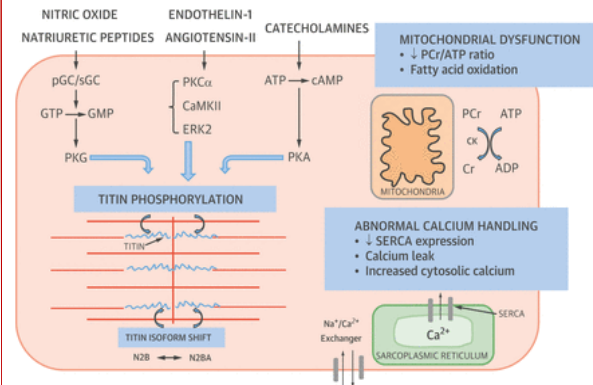 NITRIC OXIDE
NATRIURETIC PEPTIDES
ENDOTHELIN-1
ANGIOTENSIN-II
CATECHOLAMINES
MITOCHONDRIAL DYSFUNCTION
• ↓ PCr/ATP ratio
• Fatty acid oxidation
pGC/sGC
GTP → GMP
PKG
PKCα
CaMKII
ERK2
ATP → cAMP
PKA
PCr ATP
CK
Cr ADP
MITOCHONDRIA
TITIN PHOSPHORYLATION
TITIN
TITIN ISOFORM SHIFT
N2B ↔ N2BA
ABNORMAL CALCIUM HANDLING
• ↓ SERCA expression
• Calcium leak
• Increased cytosolic calcium
Na⁺/Ca²⁺
Exchanger
SERCA
Ca²⁺
SARCOPLASMIC RETICULUM